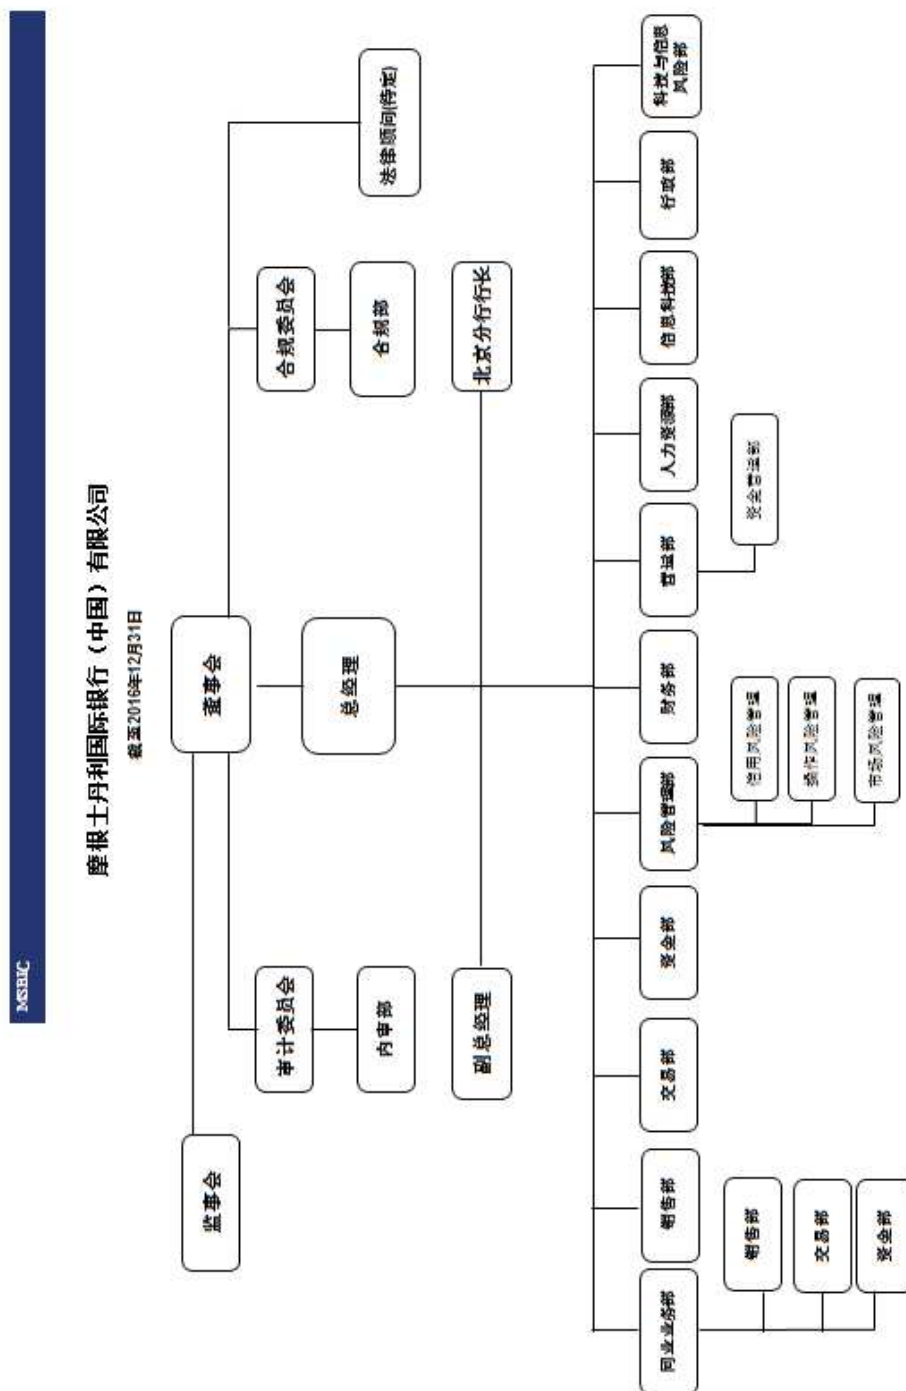 MSBIC
摩根士丹利国际银行（中国）有限公司
截至2016年12月31日
监事会
董事会
审计委员会
合规委员会
法律顾问(待定)
内审部
总经理
合规部
副总经理
北京分行行长
同业业务部
销售部
交易部
资金部
风险管理部
财务部
营运部
人力资源部
信息科技部
行政部
科技与信息
风险部
销售部
交易部
资金部
信用风险管理
操作风险管理
市场风险管理
资金营运部